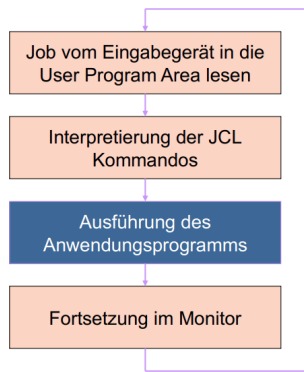 Job vom Eingabegerät in die
User Program Area lesen
Interpretierung der JCL
Kommandos
Ausführung des
Anwendungsprogramms
Fortsetzung im Monitor